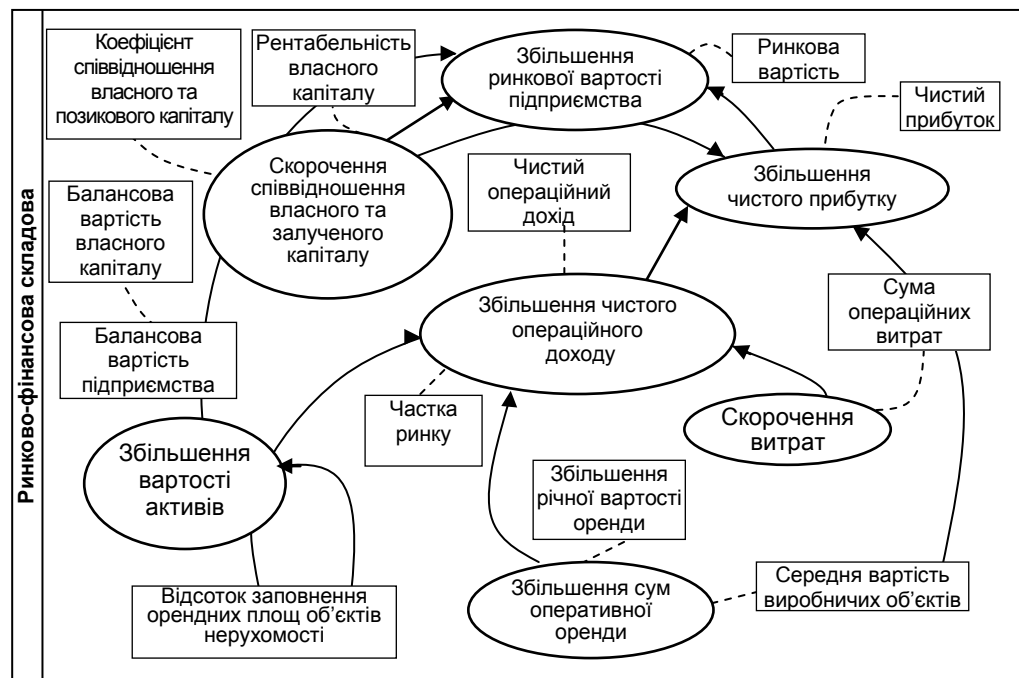 Ринково-фінансова складова
Коефіцієнт
співвідношення
власного та
позикового капіталу
Рентабельність
власного
капіталу
Збільшення
ринкової вартості
підприємства
Ринкова
вартість
Чистий
прибуток
Скорочення
співвідношення
власного та
залученого
капіталу
Чистий
операційний
дохід
Збільшення
чистого прибутку
Балансова
вартість
власного
капіталу
Збільшення чистого
операційного
доходу
Сума
операційних
витрат
Балансова
вартість
підприємства
Частка
ринку
Скорочення
витрат
Збільшення
вартості
активів
Збільшення
річної вартості
оренди
Відсоток заповнення
орендних площ об’єктів
нерухомості
Збільшення сум
оперативної
оренди
Середня вартість
виробничих об’єктів